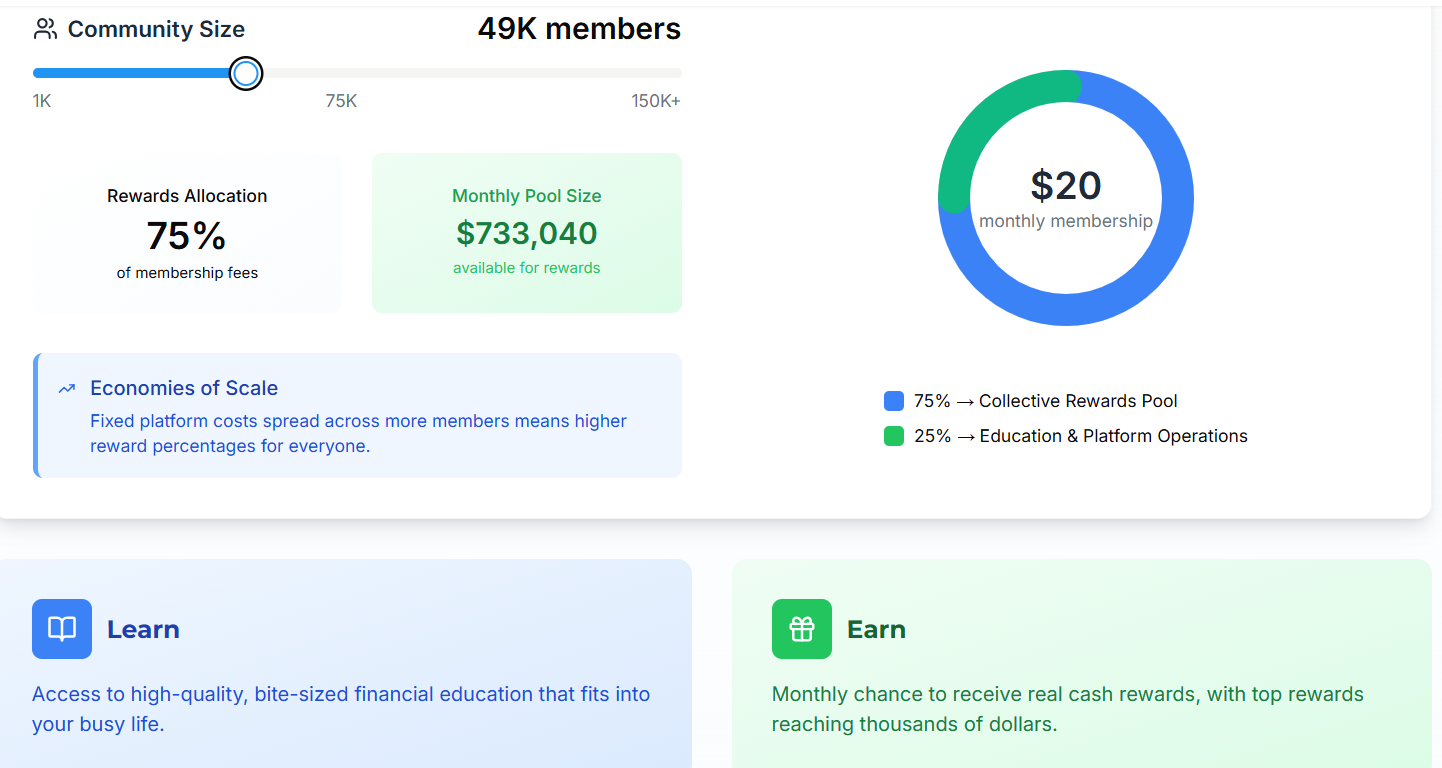 Community Size
49K members
1K
75K
150K+
Rewards Allocation
75%
of membership fees
Monthly Pool Size
$733,040
available for rewards
Economies of Scale
Fixed platform costs spread across more members means higher
reward percentages for everyone.
$20
monthly membership
75% → Collective Rewards Pool
25% → Education & Platform Operations
Learn
Access to high-quality, bite-sized financial education that fits into
your busy life.
Earn
Monthly chance to receive real cash rewards, with top rewards
reaching thousands of dollars.